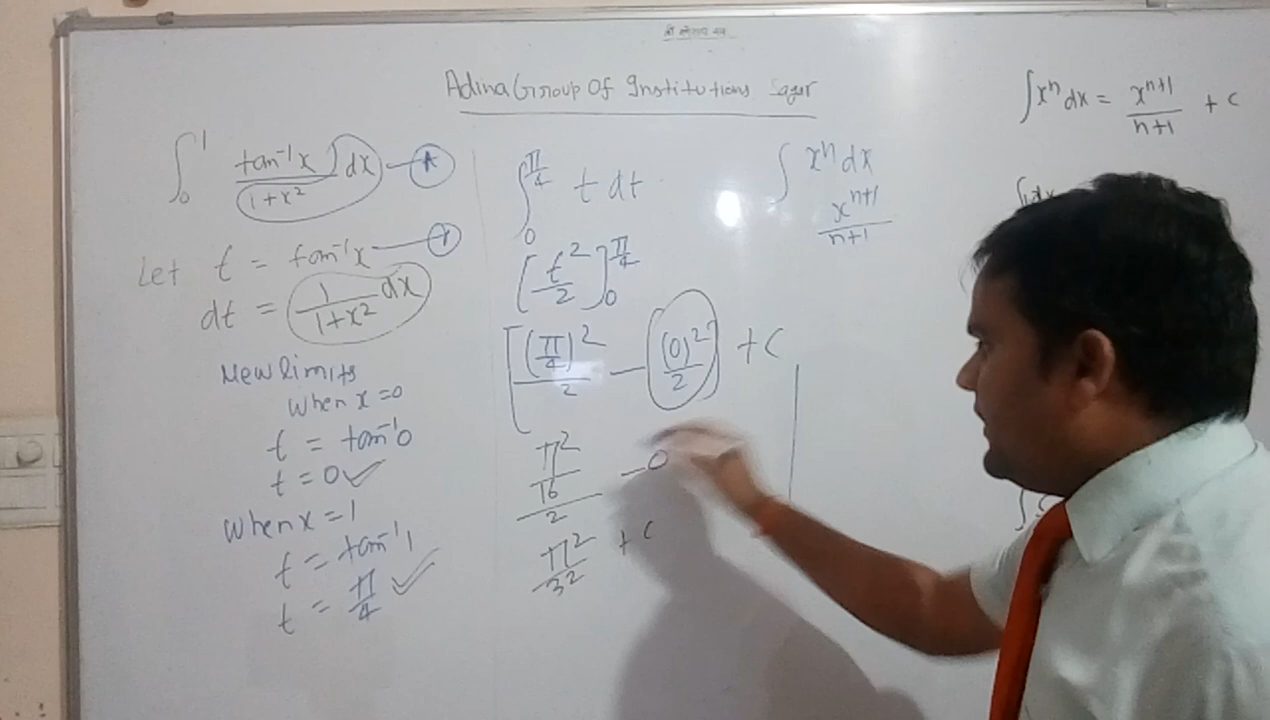 Adina Group Of Institutions Sagar
∫₀¹ tan⁻¹x / 1+x² dx — A
Let t = tan⁻¹x — 1
dt = 1/1+x² dx
New limits
when x=0
t = tan⁻¹0
t = 0 ✓
when x=1
t = tan⁻¹1
t = π/4 ✓
∫₀^π/4 t dt
[t²/2]₀^π/4
[(π/4)²/2 — (0)²/2] + C
π²/16/2 — 0
π²/32 + C
∫ xⁿ dx
xⁿ⁺¹/n+1
∫xⁿ dx = xⁿ⁺¹/n+1 + C